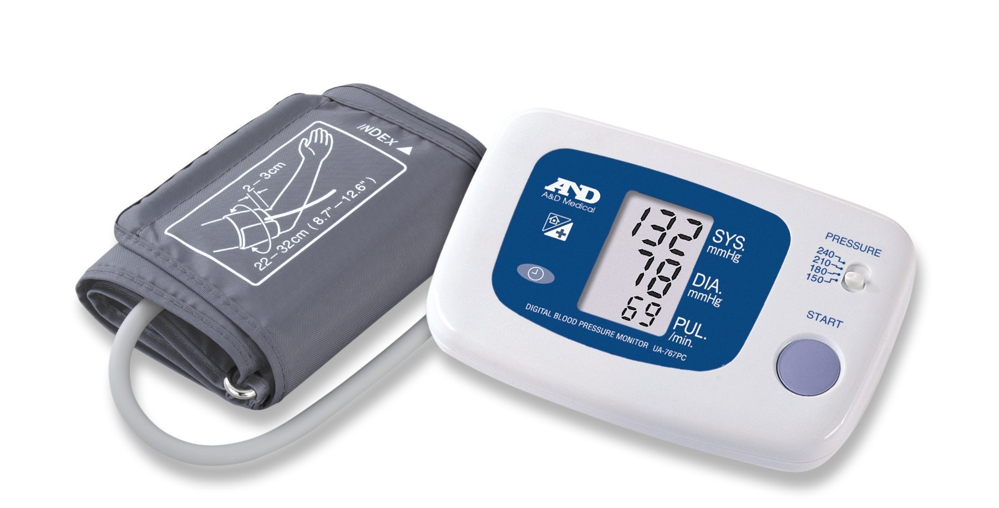 INDEX ▲
2–3cm
22–32cm ( 8.7"–12.6" )
AND
A&D Medical
132
SYS.
mmHg
78
DIA.
mmHg
69
PUL.
/min.
DIGITAL BLOOD PRESSURE MONITOR UA-767PC
PRESSURE
240
210
180
150
START